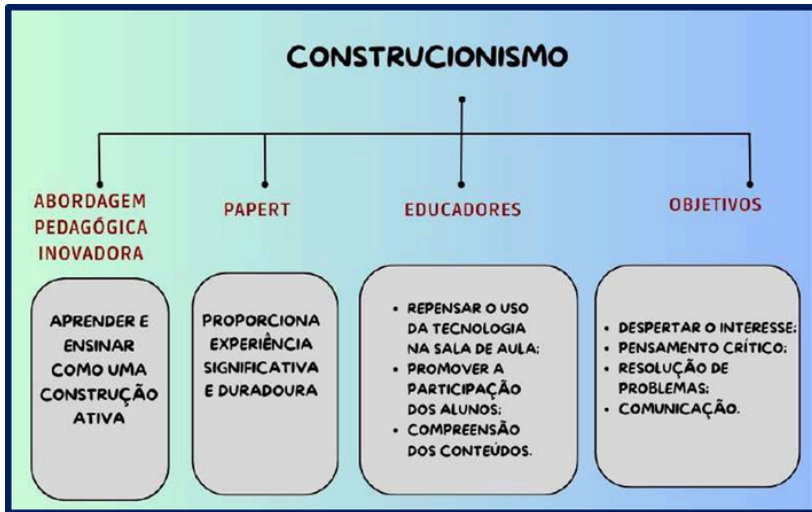 CONSTRUCIONISMO
ABORDAGEM
PEDAGÓGICA
INOVADORA
APRENDER E
ENSINAR
COMO UMA
CONSTRUÇÃO
ATIVA
PAPERT
PROPORCIONA
EXPERIÊNCIA
SIGNIFICATIVA
E DURADOURA
EDUCADORES
• REPENSAR O USO
DA TECNOLOGIA
NA SALA DE AULA;
• PROMOVER A
PARTICIPAÇÃO
DOS ALUNOS;
• COMPREENSÃO
DOS CONTEÚDOS.
OBJETIVOS
• DESPERTAR O INTERESSE;
• PENSAMENTO CRÍTICO;
• RESOLUÇÃO DE
PROBLEMAS;
• COMUNICAÇÃO.